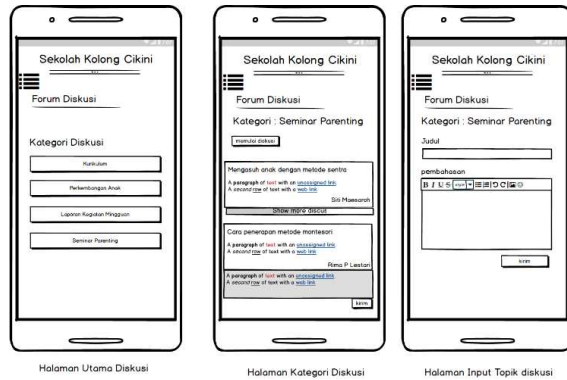 Sekolah Kolong Cikini
Forum Diskusi
Kategori Diskusi
Kurikulum
Perkembangan Anak
Laporan Kegiatan Mingguan
Seminar Parenting
Halaman Utama Diskusi
Sekolah Kolong Cikini
Forum Diskusi
Kategori : Seminar Parenting
memulai diskusi
Mengasuh anak dengan metode sentra
A paragraph of text with an unassigned link
A second row of text with a web link
Siti Maesaroh
Show more discuss
Cara penerapan metode montesori
A paragraph of text with an unassigned link
A second row of text with a web link
Rima P Lestari
A paragraph of text with an unassigned link
A second row of text with a web link
kirim
Halaman Kategori Diskusi
Sekolah Kolong Cikini
Forum Diskusi
Kategori : Seminar Parenting
Judul
pembahasan
B I U S
kirim
Halaman Input Topik diskusi